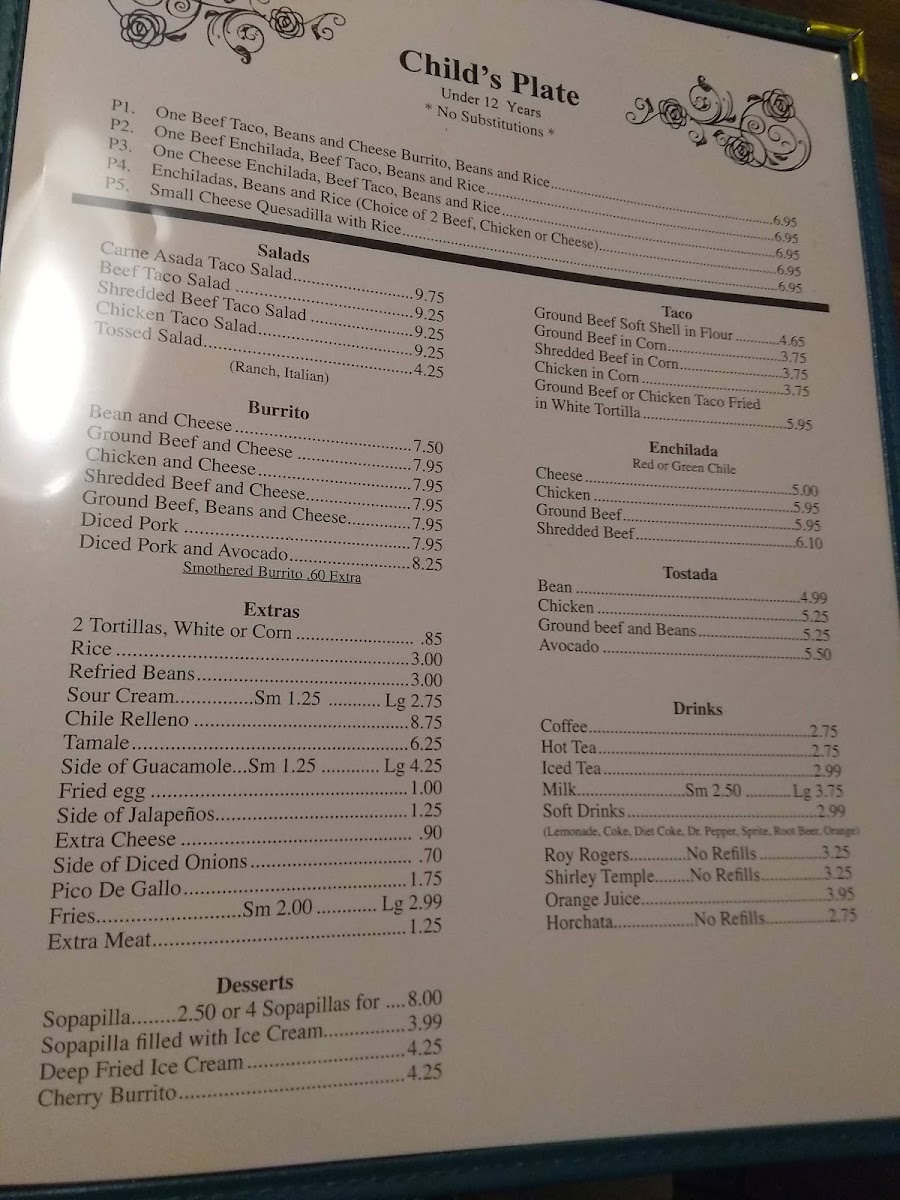 Child's Plate
Under 12 Years
* No Substitutions *
P1. One Beef Taco, Beans and Cheese Burrito, Beans and Rice 6.95
P2. One Beef Enchilada, Beef Taco, Beans and Rice 6.95
P3. One Cheese Enchilada, Beef Taco, Beans and Rice 6.95
P4. Enchiladas, Beans and Rice (Choice of 2 Beef, Chicken or Cheese) 6.95
P5. Small Cheese Quesadilla with Rice 6.95
Salads
Carne Asada Taco Salad 9.75
Beef Taco Salad 9.25
Shredded Beef Taco Salad 9.25
Chicken Taco Salad 9.25
Tossed Salad 4.25
(Ranch, Italian)
Burrito
Bean and Cheese 7.50
Ground Beef and Cheese 7.95
Chicken and Cheese 7.95
Shredded Beef and Cheese 7.95
Ground Beef, Beans and Cheese 7.95
Diced Pork 7.95
Diced Pork and Avocado 8.25
Smothered Burrito .60 Extra
Extras
2 Tortillas, White or Corn .85
Rice 3.00
Refried Beans 3.00
Sour Cream Sm 1.25 Lg 2.75
Chile Relleno 8.75
Tamale 6.25
Side of Guacamole Sm 1.25 Lg 4.25
Fried egg 1.00
Side of Jalapeños 1.25
Extra Cheese .90
Side of Diced Onions .70
Pico De Gallo 1.75
Fries Sm 2.00 Lg 2.99
Extra Meat 1.25
Desserts
Sopapilla 2.50 or 4 Sopapillas for 8.00
Sopapilla filled with Ice Cream 3.99
Deep Fried Ice Cream 4.25
Cherry Burrito 4.25
Taco
Ground Beef Soft Shell in Flour 4.65
Ground Beef in Corn 3.75
Shredded Beef in Corn 3.75
Chicken in Corn 3.75
Ground Beef or Chicken Taco Fried
in White Tortilla 5.95
Enchilada
Red or Green Chile
Cheese 5.00
Chicken 5.95
Ground Beef 5.95
Shredded Beef 6.10
Tostada
Bean 4.99
Chicken 5.25
Ground beef and Beans 5.25
Avocado 5.50
Drinks
Coffee 2.75
Hot Tea 2.75
Iced Tea 2.99
Milk Sm 2.50 Lg 3.75
Soft Drinks 2.99
(Lemonade, Coke, Diet Coke, Dr. Pepper, Sprite, Root Beer, Orange)
Roy Rogers No Refills 3.25
Shirley Temple No Refills 3.25
Orange Juice 3.95
Horchata No Refills 2.75